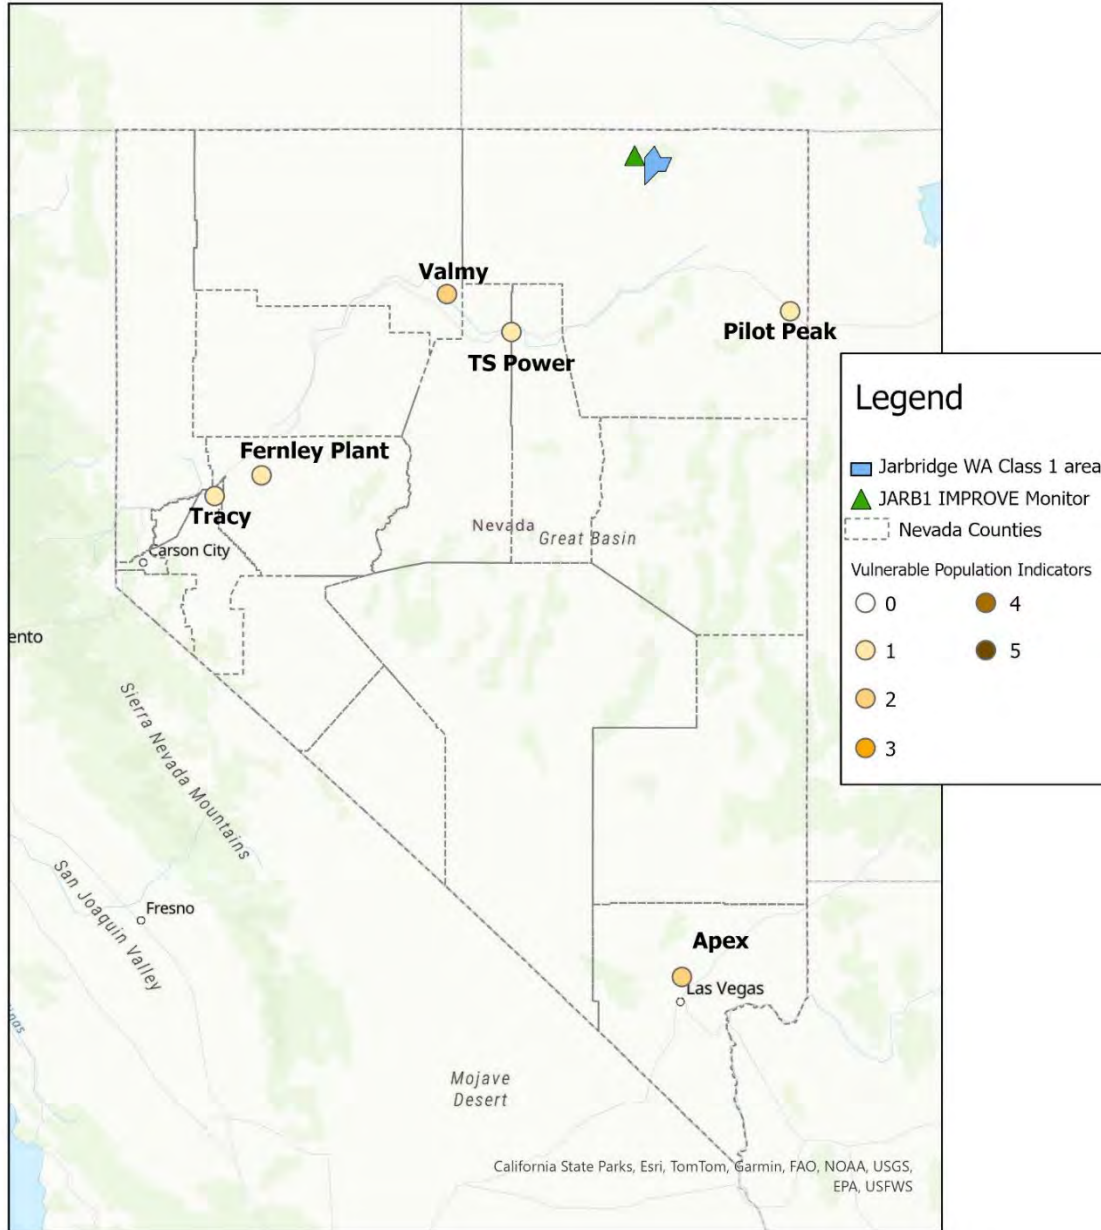 Valmy
TS Power
Pilot Peak
Fernley Plant
Tracy
Carson City
Nevada
Great Basin
ento
Sierra Nevada Mountains
San Joaquin Valley
Fresno
Apex
Las Vegas
Mojave
Desert
California State Parks, Esri, TomTom, Garmin, FAO, NOAA, USGS,
EPA, USFWS
Legend
Jarbridge WA Class 1 area
JARB1 IMPROVE Monitor
Nevada Counties
Vulnerable Population Indicators
0
4
1
5
2
3